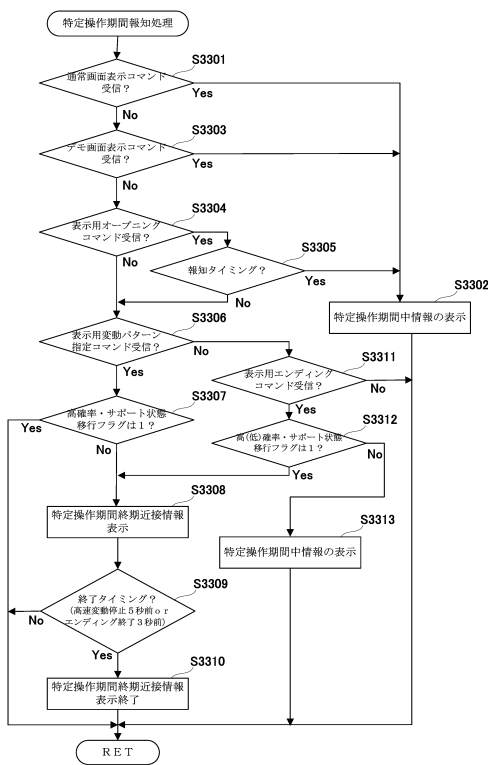 特定操作期間報知処理
S3301
通常画面表示コマンド
受信？
Yes
No
S3303
デモ画面表示コマンド
受信？
Yes
No
S3304
表示用オープニング
コマンド受信？
Yes
No
S3305
報知タイミング？
Yes
No
S3302
特定操作期間中情報の表示
S3306
表示用変動パターン
指定コマンド受信？
No
Yes
S3311
表示用エンディング
コマンド受信？
No
Yes
S3307
高確率・サポート状態
移行フラグは１？
Yes
No
S3312
高(低)確率・サポート状態
移行フラグは１？
No
Yes
S3308
特定操作期間終期近接情報
表示
S3313
特定操作期間中情報の表示
S3309
終了タイミング？
(高速変動停止５秒前ｏｒ
エンディング終了３秒前)
No
Yes
S3310
特定操作期間終期近接情報
表示終了
ＲＥＴ